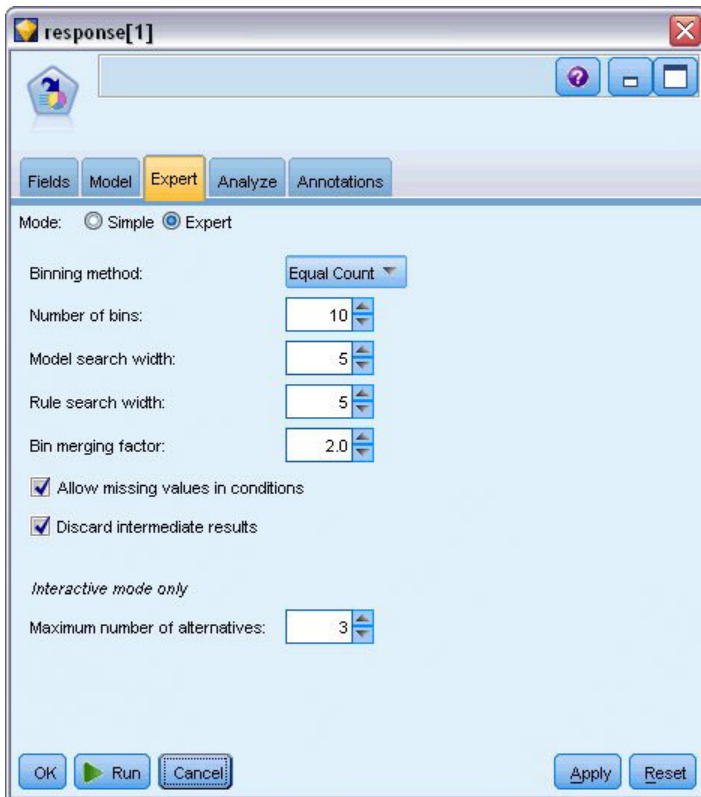 response[1]
Fields Model Expert Analyze Annotations
Mode: Simple Expert
Binning method: Equal Count
Number of bins: 10
Model search width: 5
Rule search width: 5
Bin merging factor: 2.0
Allow missing values in conditions
Discard intermediate results
Interactive mode only
Maximum number of alternatives: 3
OK Run Cancel Apply Reset